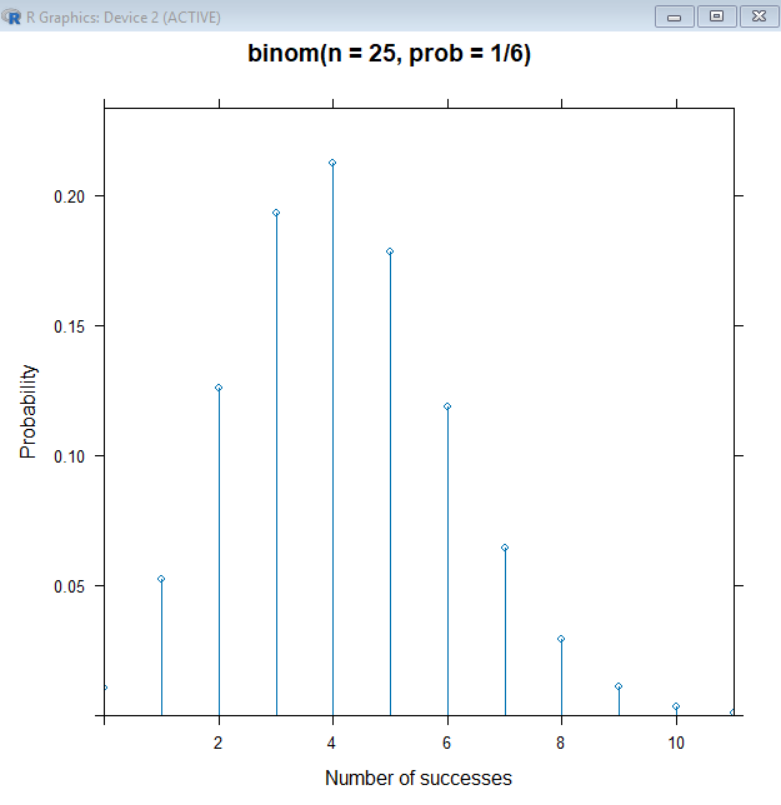 R Graphics: Device 2 (ACTIVE)
binom(n = 25, prob = 1/6)
0.20
0.15
0.10
0.05
Probability
2 4 6 8 10
Number of successes